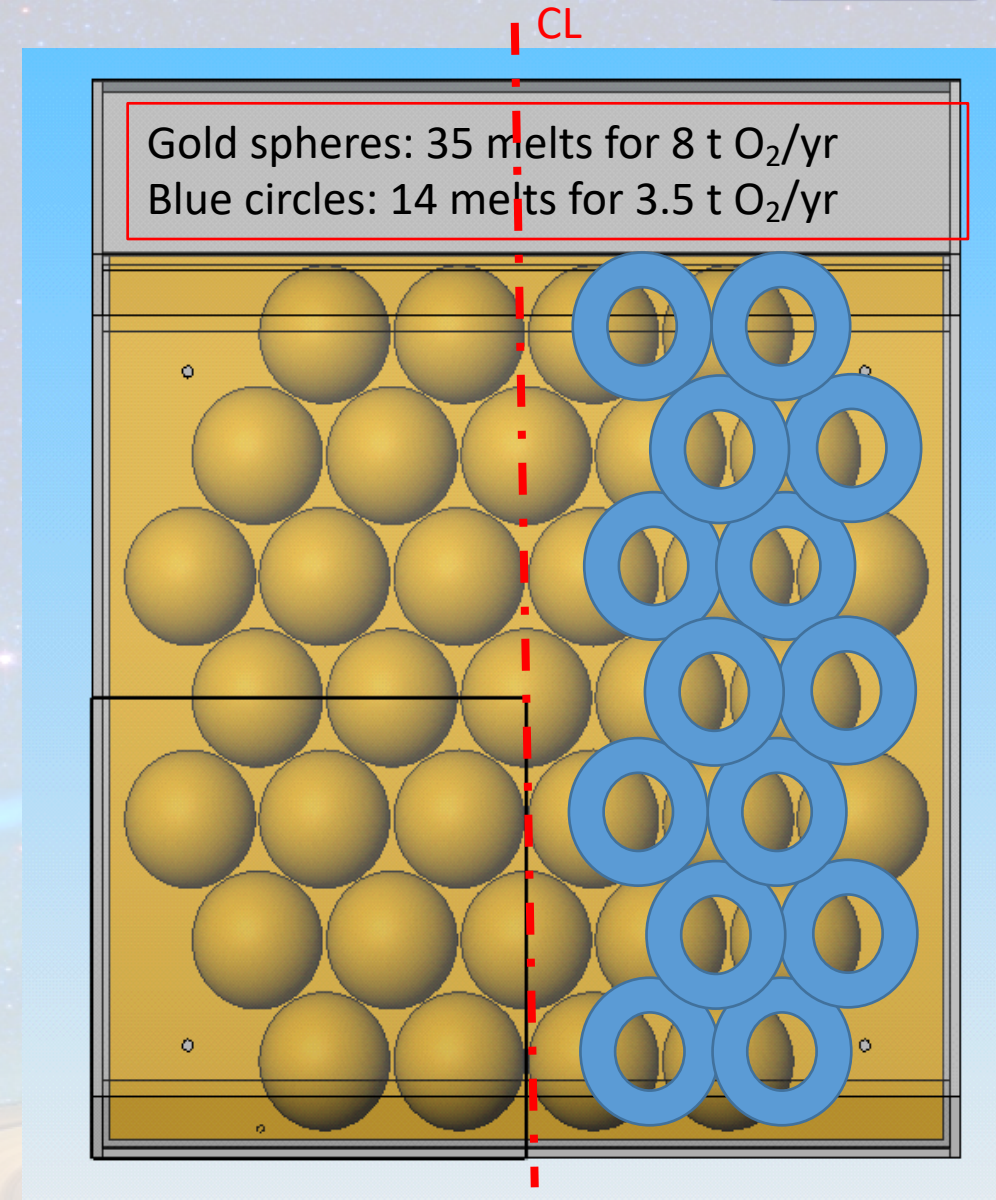 CL
Gold spheres: 35 melts for 8 t O₂/yr
Blue circles: 14 melts for 3.5 t O₂/yr